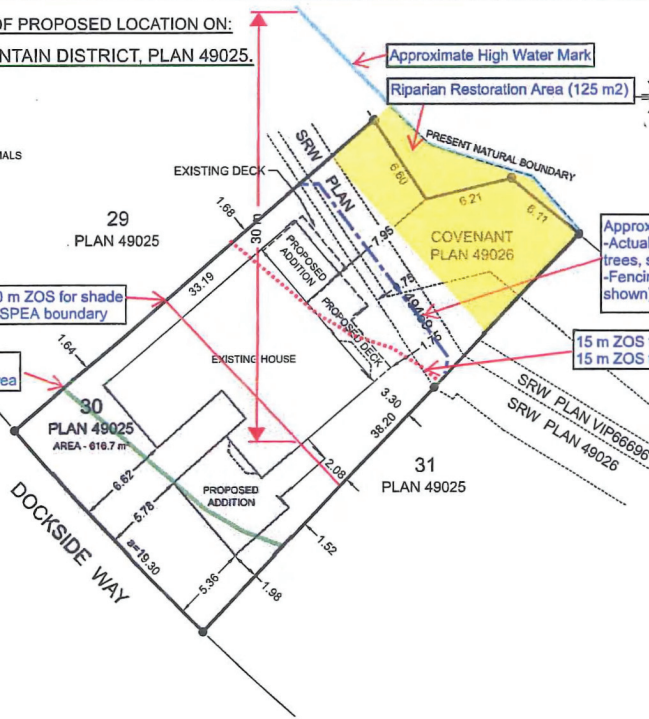 OF PROPOSED LOCATION ON:
NTAIN DISTRICT, PLAN 49025.
Approximate High Water Mark
Riparian Restoration Area (125 m2)
MALS
PRESENT NATURAL BOUNDARY
EXISTING DECK
SRW PLAN
6.60
6.21
6.11
29
PLAN 49025
1.68
30 m
7.95
COVENANT
PLAN 49026
Approx
-Actual
trees, s
-Fencin
shown
PROPOSED
ADDITION
33.19
0 m ZOS for shade
SPEA boundary
PROPOSED DECK
15 m ZOS
15 m ZOS
1.64
EXISTING HOUSE
rea
30
PLAN 49025
AREA - 616.7 m²
3.30
38.20
SRW PLAN VIP66696
SRW PLAN 49026
31
PLAN 49025
2.08
6.62
5.78
PROPOSED
ADDITION
DOCKSIDE WAY
a=19.30
1.52
5.36
1.98